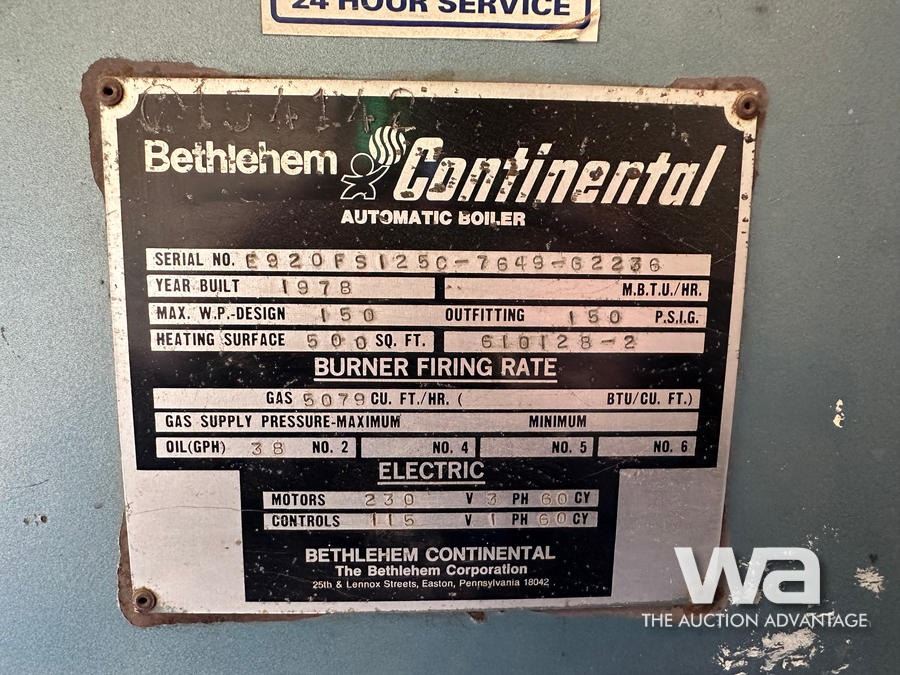 24 HOUR SERVICE
0154142
Bethlehem Continental
AUTOMATIC BOILER
SERIAL NO. E920FS125C-7649-G2236
YEAR BUILT 1978 M.B.T.U./HR.
MAX. W.P.-DESIGN 150 OUTFITTING 150 P.S.I.G.
HEATING SURFACE 500 SQ. FT. 610128-2
BURNER FIRING RATE
GAS 5079 CU. FT./HR. ( BTU/CU. FT.)
GAS SUPPLY PRESSURE-MAXIMUM MINIMUM
OIL(GPH) 38 NO. 2 NO. 4 NO. 5 NO. 6
ELECTRIC
MOTORS 230 V 3 PH 60 CY
CONTROLS 115 V 1 PH 60 CY
BETHLEHEM CONTINENTAL
The Bethlehem Corporation
25th & Lennox Streets, Easton, Pennsylvania 18042
wa
THE AUCTION ADVANTAGE